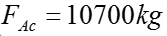 F_Ac = 10700kg